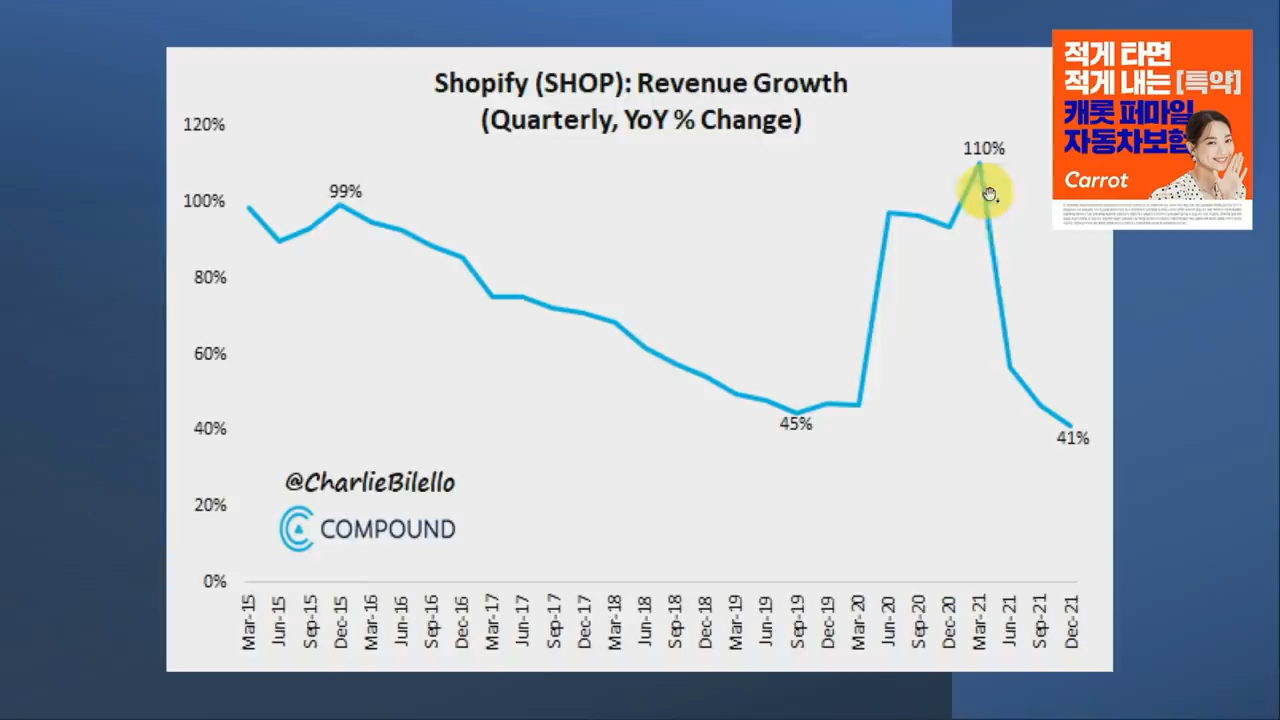 Shopify (SHOP): Revenue Growth
(Quarterly, YoY % Change)
120%
100%
80%
60%
40%
20%
0%
99%
45%
110%
41%
@CharlieBilello
COMPOUND
Mar-15
Jun-15
Sep-15
Dec-15
Mar-16
Jun-16
Sep-16
Dec-16
Mar-17
Jun-17
Sep-17
Dec-17
Mar-18
Jun-18
Sep-18
Dec-18
Mar-19
Jun-19
Sep-19
Dec-19
Mar-20
Jun-20
Sep-20
Dec-20
Mar-21
Jun-21
Sep-21
Dec-21
적게 타면
적게 내는 [특약]
캐롯 퍼마일
자동차보험
Carrot